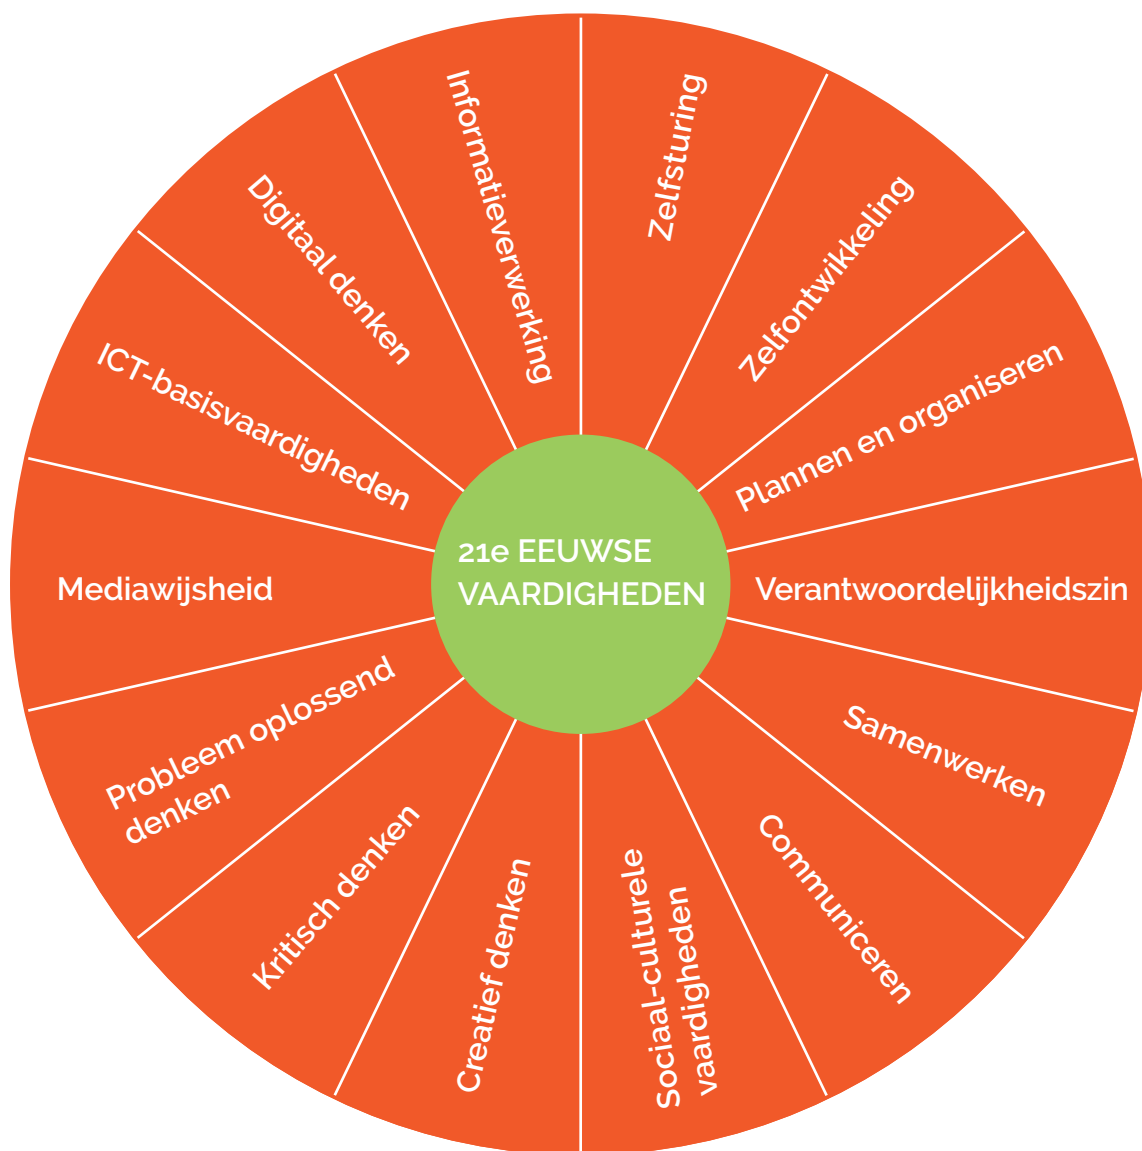 21e EEUWSE
VAARDIGHEDEN
Zelfsturing
Zelfontwikkeling
Plannen en organiseren
Verantwoordelijkheidszin
Samenwerken
Communiceren
Sociaal-culturele
vaardigheden
Creatief denken
Kritisch denken
Probleem oplossend
denken
Mediawijsheid
ICT-basisvaardigheden
Digitaal denken
Informatieverwerking